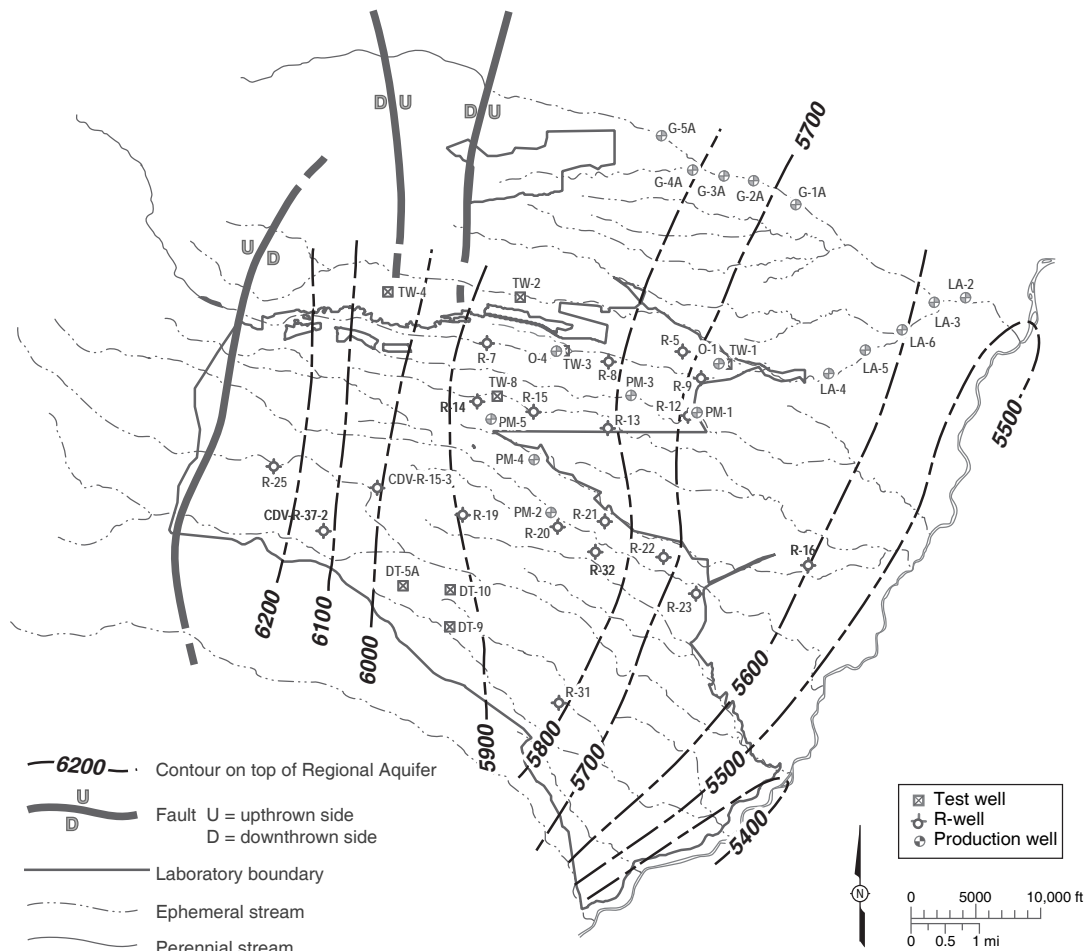 5700
G-5A
D U
D U
G-4A
G-3A
G-2A
G-1A
U
D
TW-4
TW-2
LA-2
LA-3
LA-6
LA-5
LA-4
R-5
O-1
TW-1
R-7
O-4
TW-3
R-8
R-9
TW-8
PM-3
R-14
R-15
R-12
PM-1
PM-5
R-13
5500
PM-4
R-25
CDV-R-15-3
CDV-R-37-2
R-19
PM-2
R-20
R-21
R-32
R-22
R-16
R-23
DT-5A
DT-10
DT-9
6200
6100
6000
5600
R-31
5900
5800
5700
5500
5400
6200 Contour on top of Regional Aquifer
U
Fault U = upthrown side
D
D = downthrown side
Laboratory boundary
Ephemeral stream
Perennial stream
Test well
R-well
Production well
N
0 5000 10,000 ft
0 0.5 1 mi